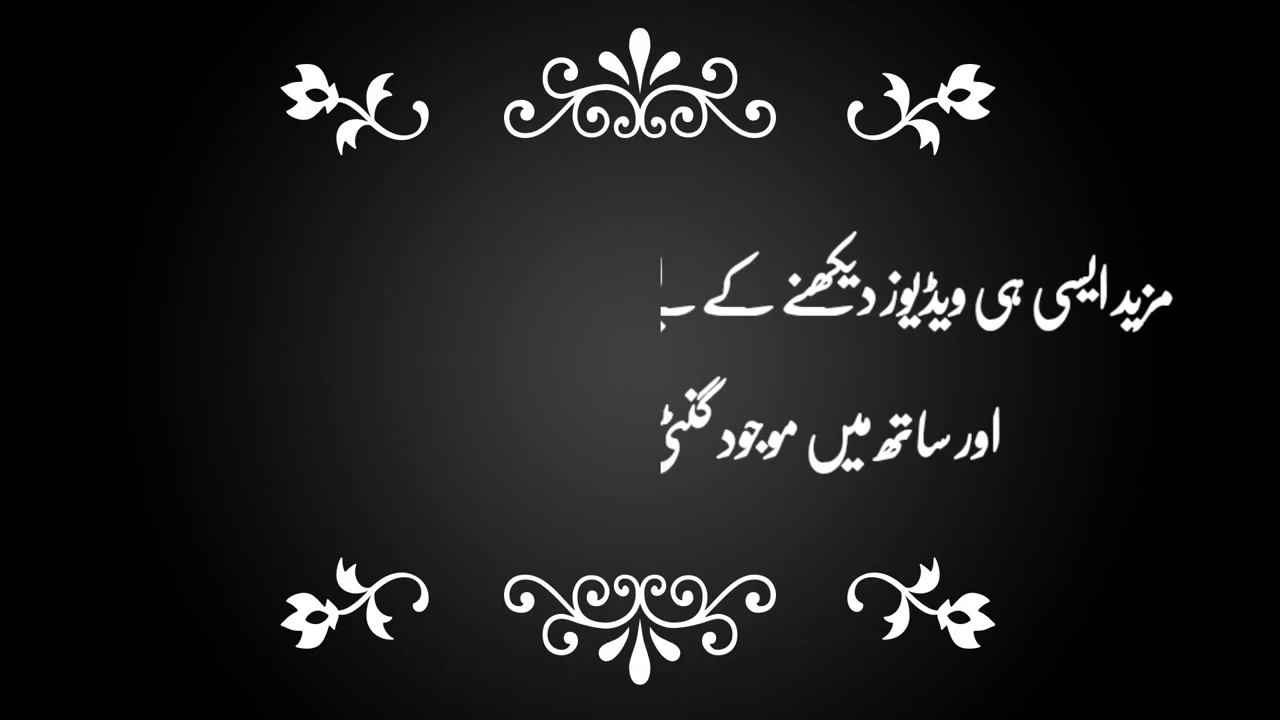 مزید ایسی ہی ویڈیوز دیکھنے کے
اور ساتھ میں موجود